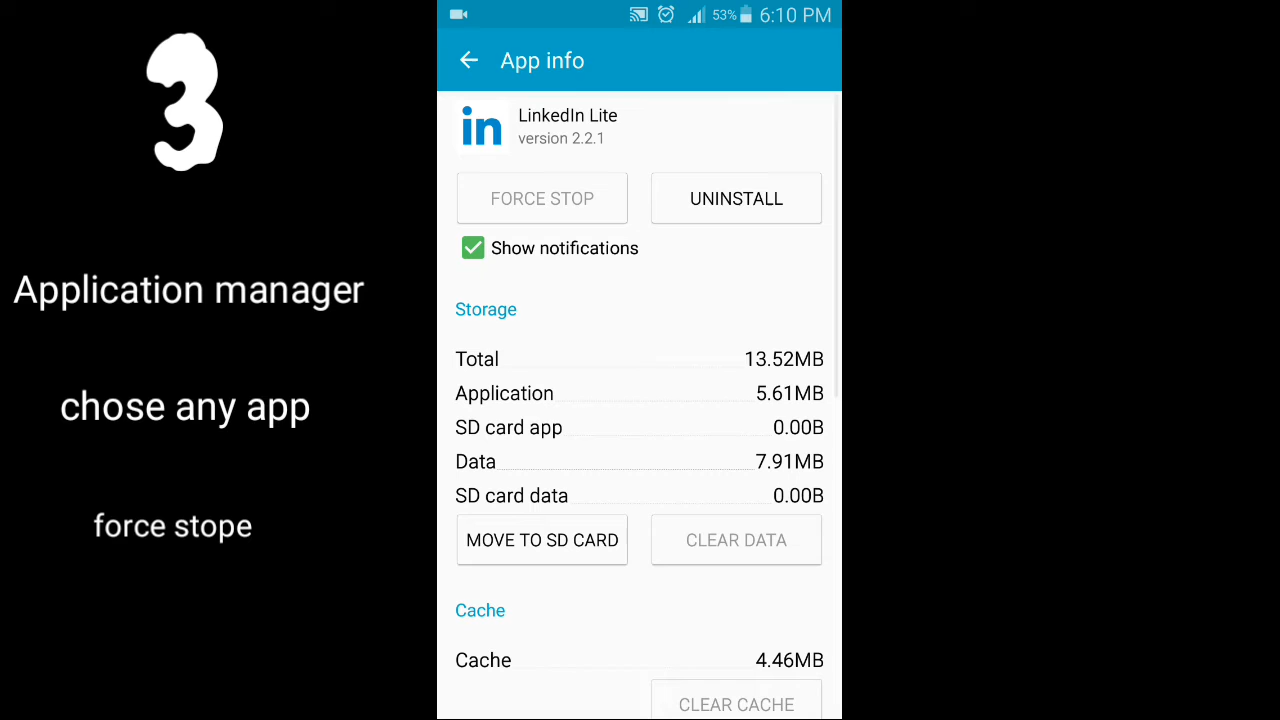 3
Application manager
chose any app
force stope
53% 6:10 PM
App info
in
LinkedIn Lite
version 2.2.1
FORCE STOP UNINSTALL
Show notifications
Storage
Total 13.52MB
Application 5.61MB
SD card app 0.00B
Data 7.91MB
SD card data 0.00B
MOVE TO SD CARD CLEAR DATA
Cache
Cache 4.46MB
CLEAR CACHE